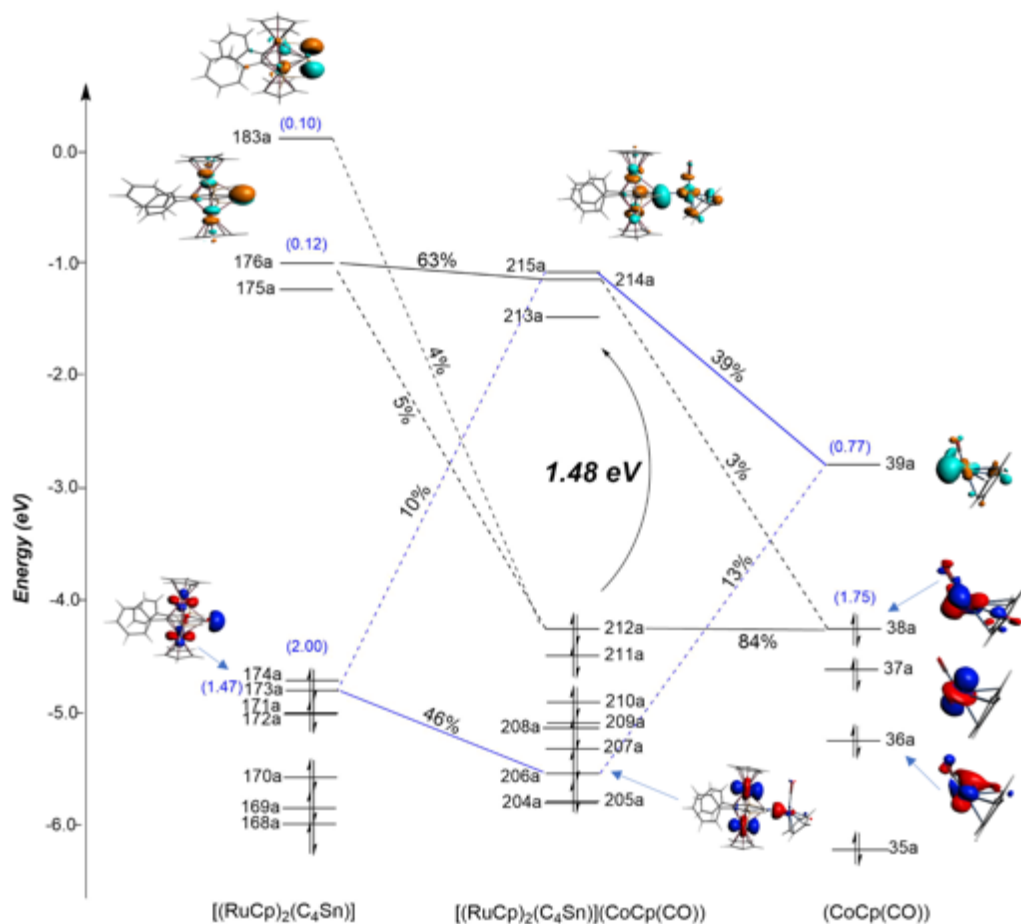 (0.10)
183a
0.0
(0.12)
-1.0
176a
63%
215a
214a
175a
213a
4%
5%
39%
-2.0
10%
1.48 eV
3%
(0.77)
39a
-3.0
13%
Energy (eV)
-4.0
(1.75)
212a
84%
38a
211a
37a
(2.00)
174a
(1.47)
173a
171a
172a
-5.0
46%
210a
208a
209a
207a
36a
206a
170a
204a
205a
169a
168a
-6.0
35a
[(RuCp)2(C4Sn)]
[(RuCp)2(C4Sn)](CoCp(CO))
(CoCp(CO))